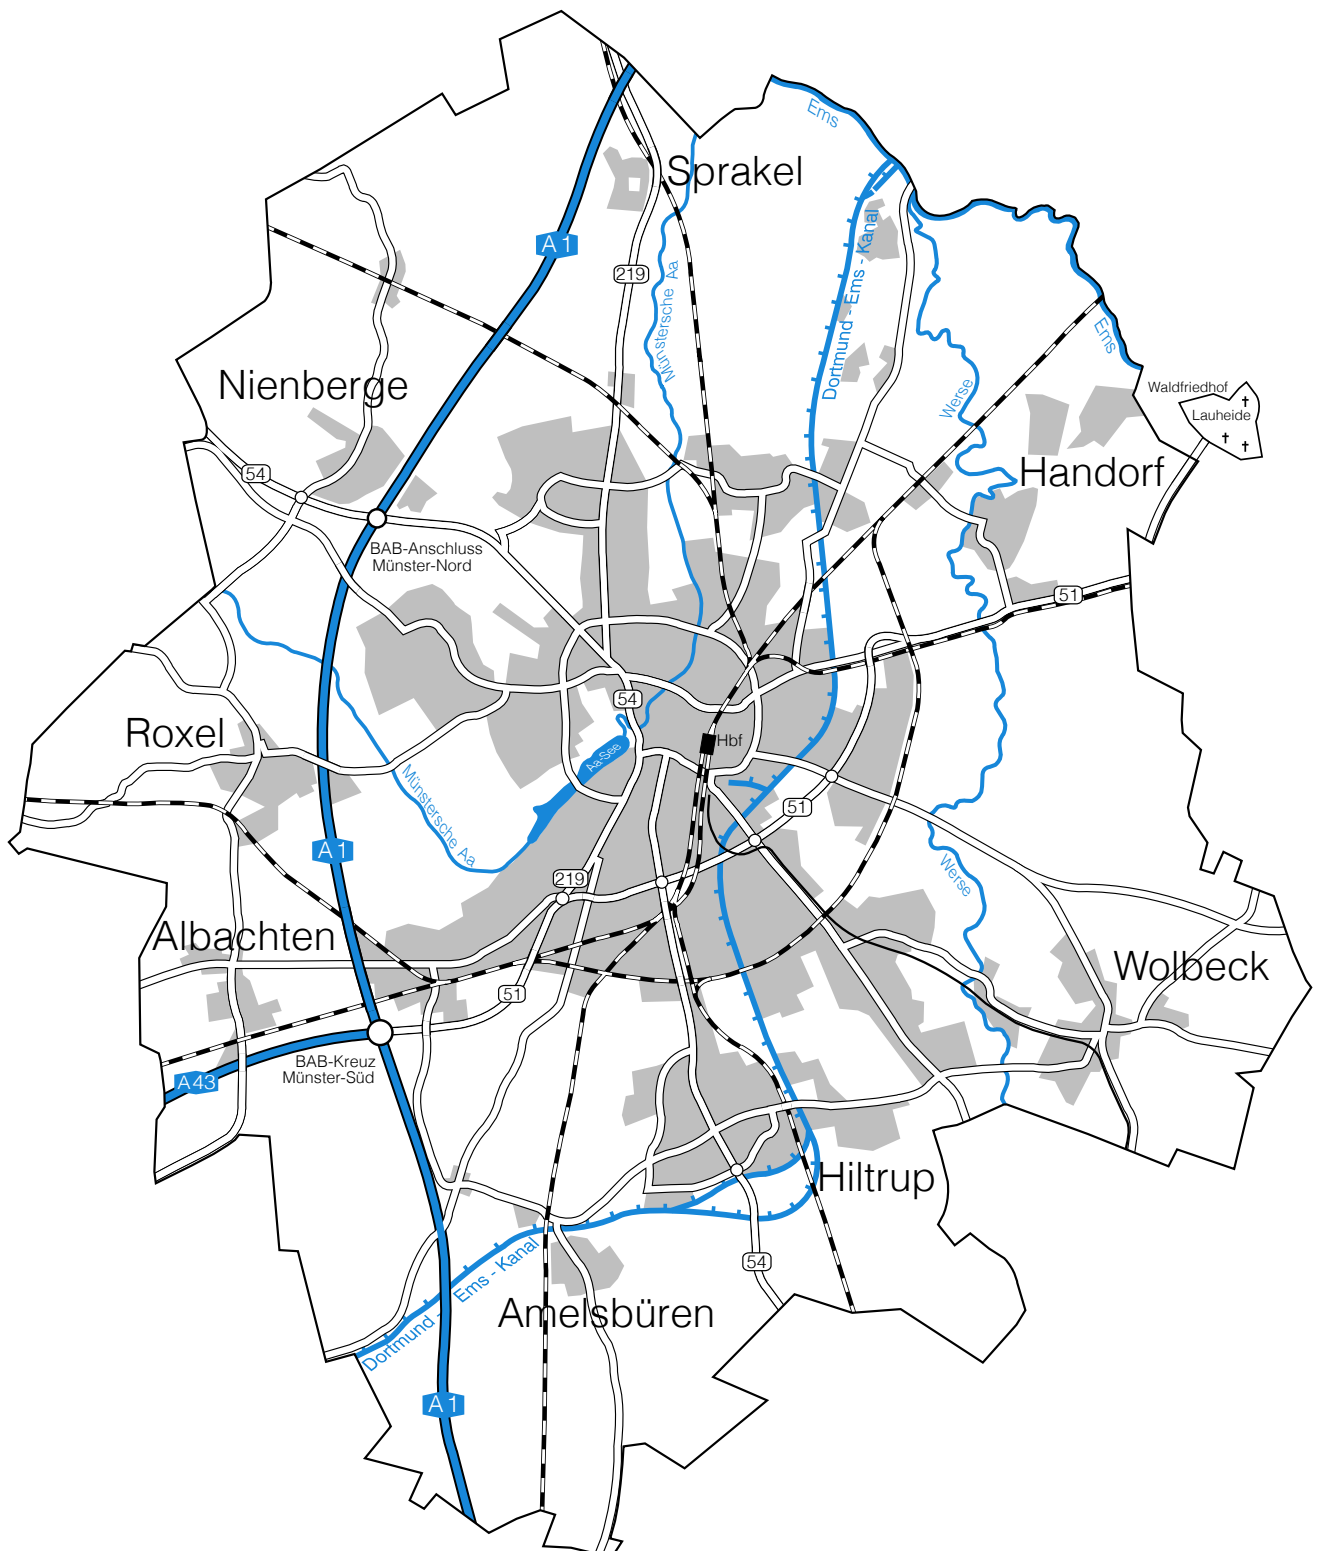 Ems
Sprakel
A 1
219
Münstersche Aa
Dortmund - Ems - Kanal
Ems
Nienberge
Werse
Waldfriedhof
Lauheide
54
Handorf
BAB-Anschluss
Münster-Nord
51
54
Roxel
Hbf
Aa-See
Münstersche Aa
51
A 1
219
Werse
Albachten
Wolbeck
51
BAB-Kreuz
Münster-Süd
A 43
Hiltrup
54
Dortmund - Ems - Kanal
Amelsbüren
A 1